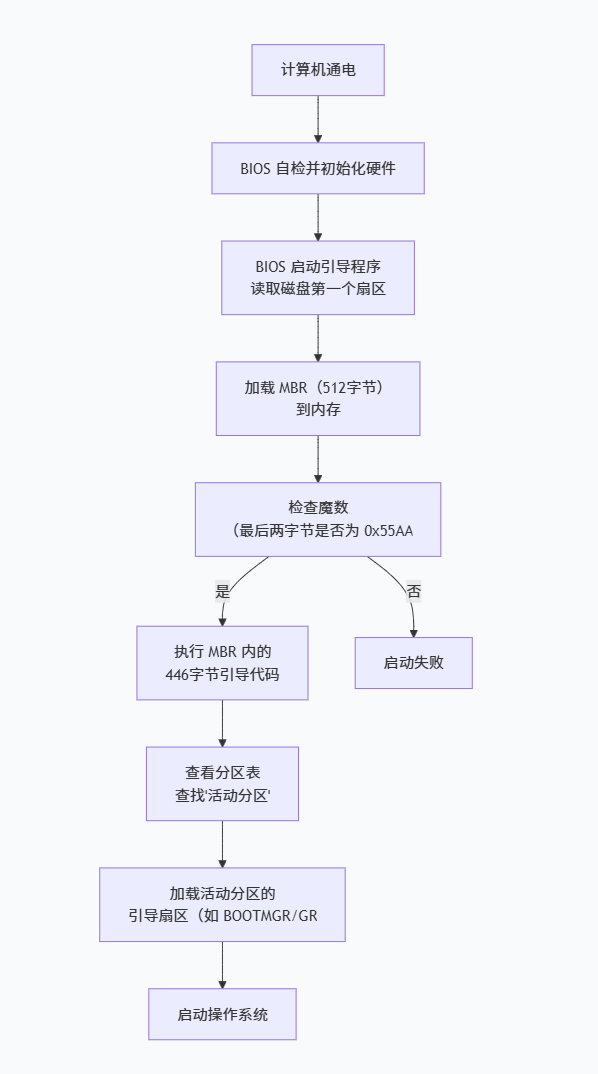 计算机通电
BIOS 自检并初始化硬件
BIOS 启动引导程序
读取磁盘第一个扇区
加载 MBR（512字节）
到内存
检查魔数
（最后两字节是否为 0x55AA
是
否
执行 MBR 内的
446字节引导代码
启动失败
查看分区表
查找'活动分区'
加载活动分区的
引导扇区（如 BOOTMGR/GR
启动操作系统